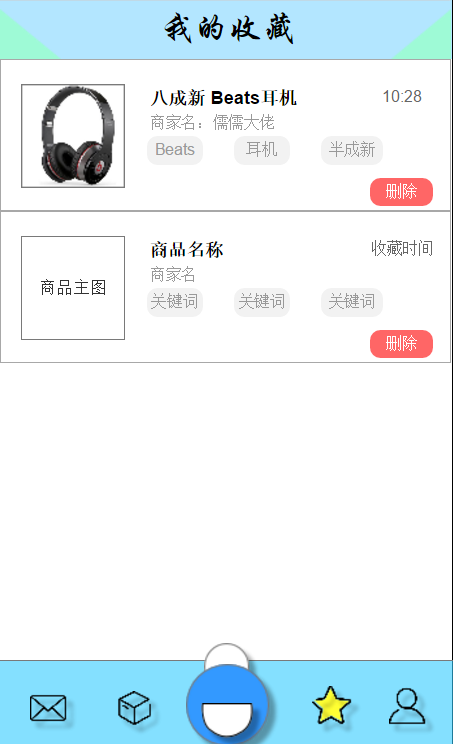 我的收藏
八成新 Beats耳机
10:28
商家名：儒儒大佬
Beats 耳机 半成新
删除
商品主图
商品名称
收藏时间
商家名
关键词 关键词 关键词
删除